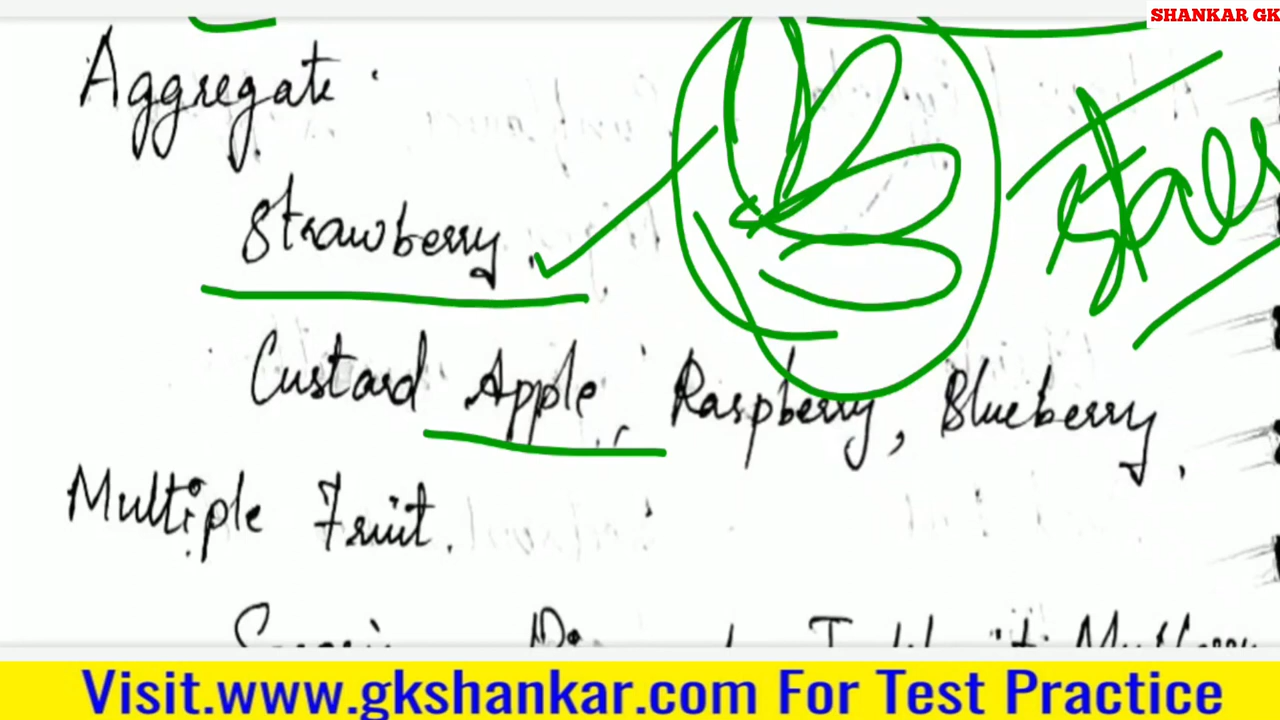 SHANKAR GK
Aggregate
Strawberry.
Custard Apple, Raspberry, Blueberry.
Multiple Fruit.
Visit.www.gkshankar.com For Test Practice